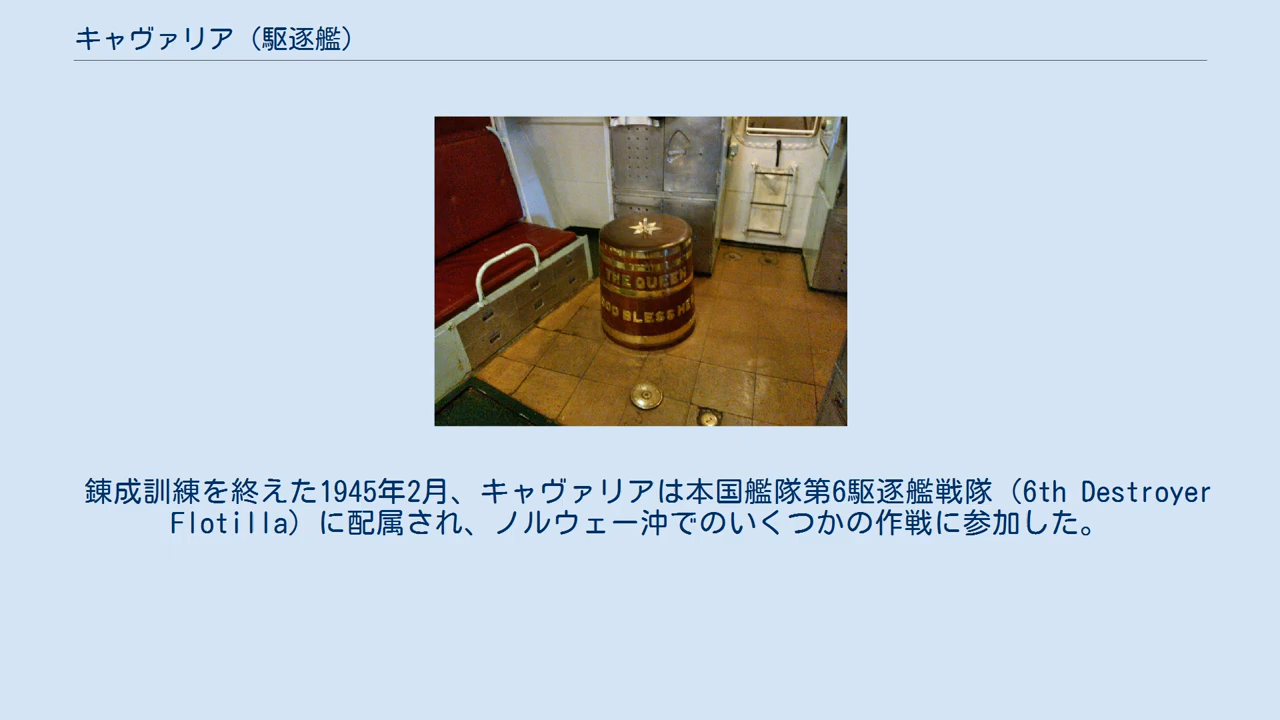 キャヴァリア（駆逐艦）
THE QUEEN
GOD BLESS HER
錬成訓練を終えた1945年2月、キャヴァリアは本国艦隊第6駆逐艦戦隊（6th Destroyer
Flotilla）に配属され、ノルウェー沖でのいくつかの作戦に参加した。